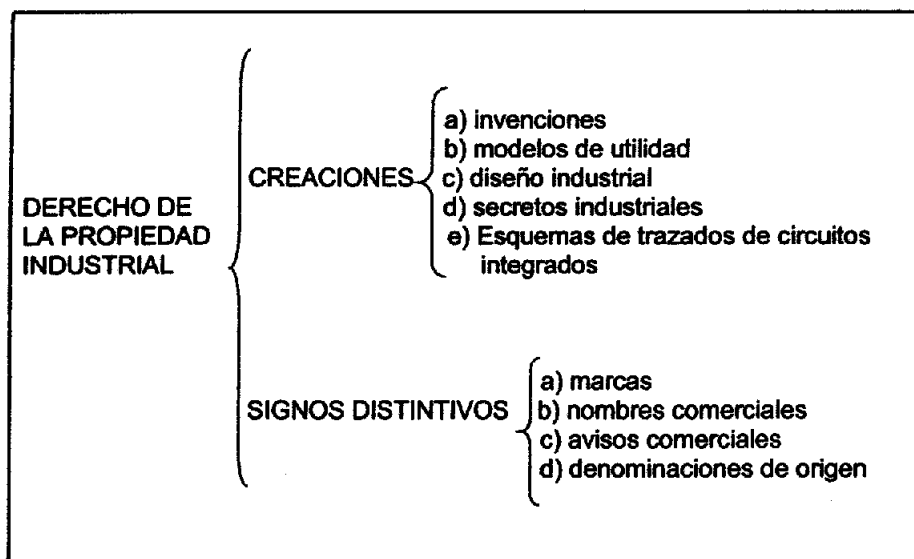 DERECHO DE
LA PROPIEDAD
INDUSTRIAL
CREACIONES
a) invenciones
b) modelos de utilidad
c) diseño industrial
d) secretos industriales
e) Esquemas de trazados de circuitos
integrados
SIGNOS DISTINTIVOS
a) marcas
b) nombres comerciales
c) avisos comerciales
d) denominaciones de origen